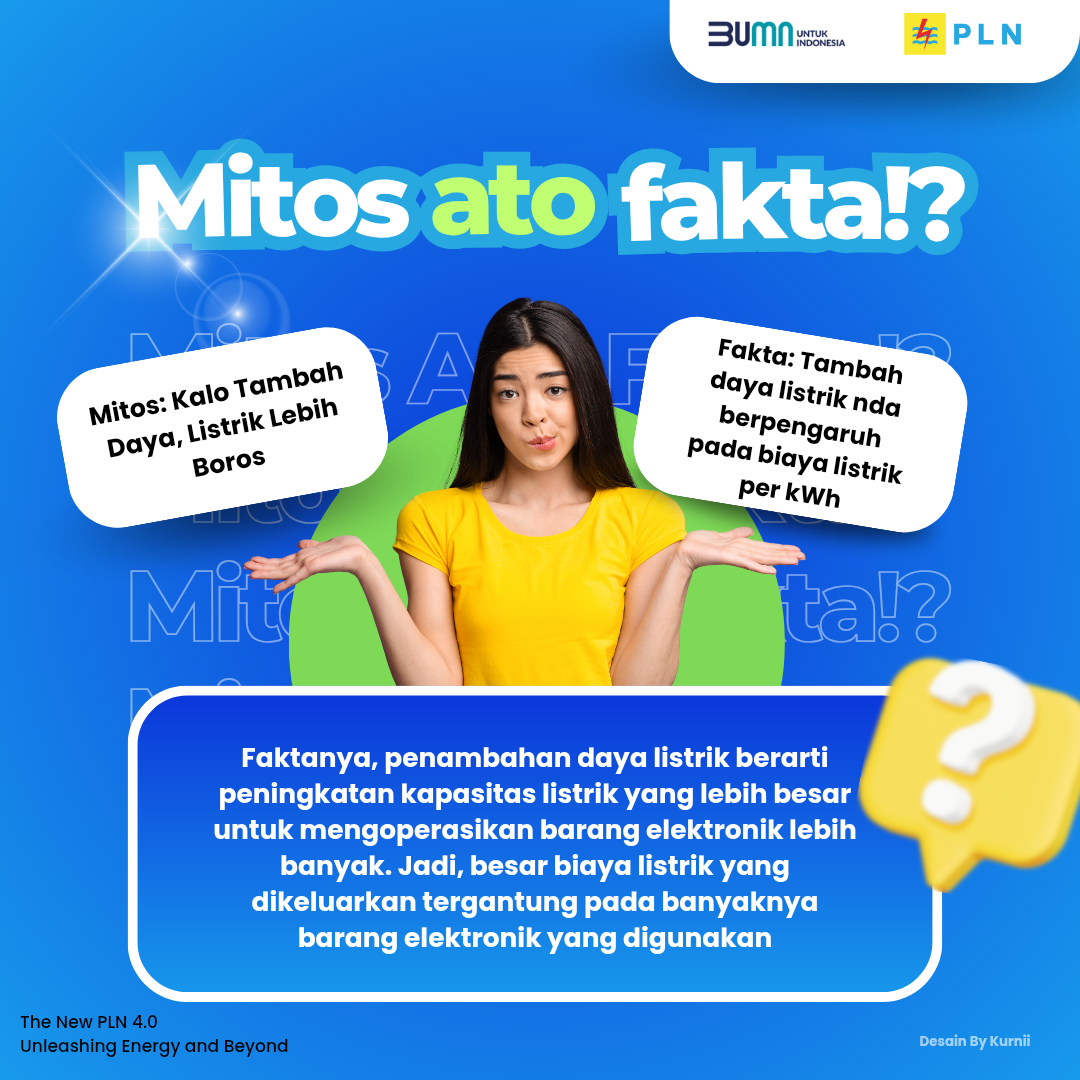 BUMN UNTUK
INDONESIA
PLN
Mitos ato fakta!?
Mitos: Kalo Tambah
Daya, Listrik Lebih
Boros
Fakta: Tambah
daya listrik nda
berpengaruh
pada biaya listrik
per kWh
Faktanya, penambahan daya listrik berarti
peningkatan kapasitas listrik yang lebih besar
untuk mengoperasikan barang elektronik lebih
banyak. Jadi, besar biaya listrik yang
dikeluarkan tergantung pada banyaknya
barang elektronik yang digunakan
The New PLN 4.0
Unleashing Energy and Beyond
Desain By Kurnii